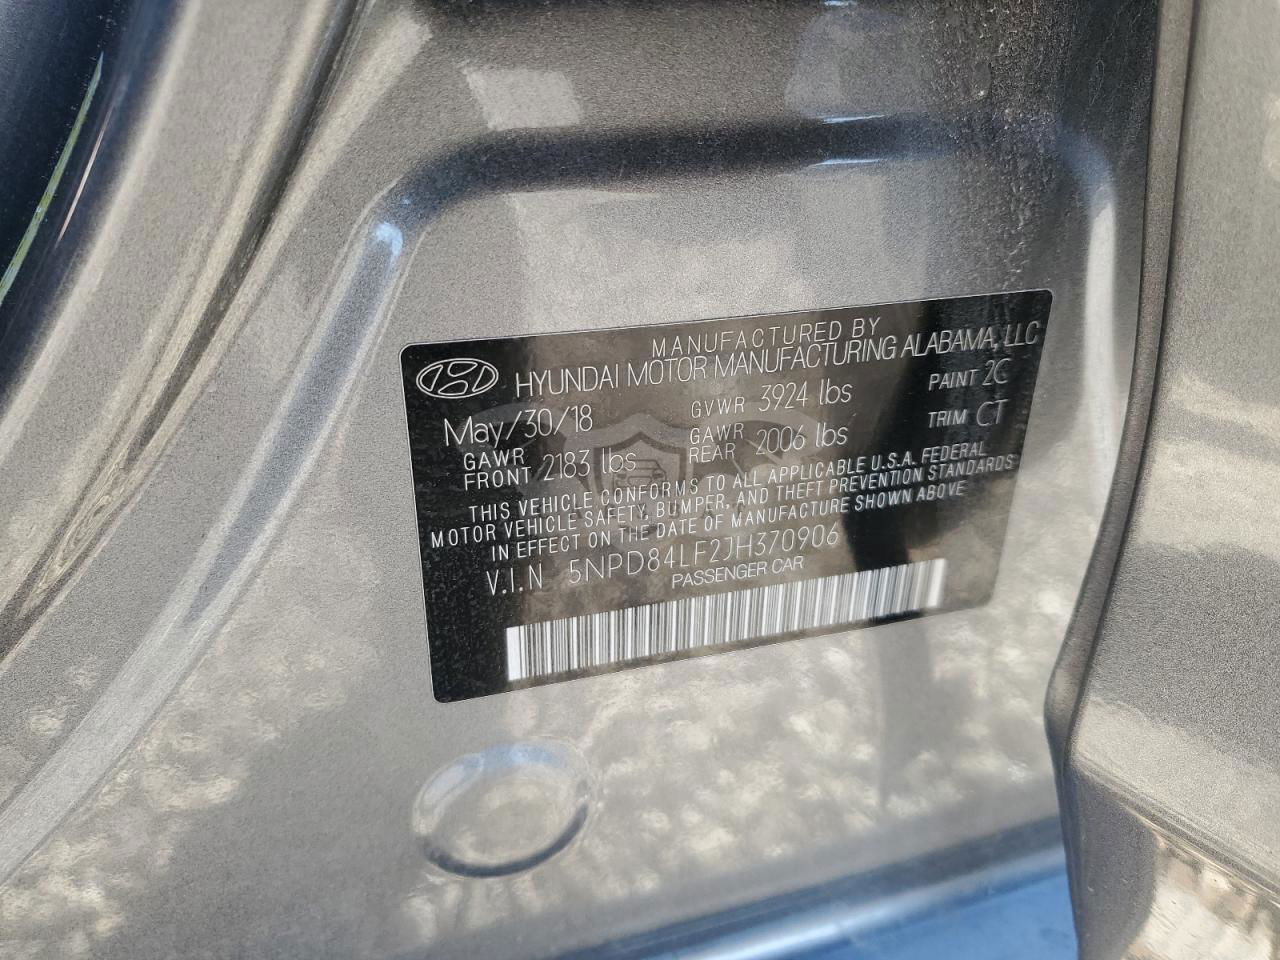 MANUFACTURED BY
HYUNDAI MOTOR MANUFACTURING ALABAMA, LLC
May/30/18 GVWR 3924 lbs PAINT 2C
GAWR FRONT 2183 lbs GAWR REAR 2006 lbs TRIM CT
THIS VEHICLE CONFORMS TO ALL APPLICABLE U.S.A. FEDERAL
MOTOR VEHICLE SAFETY, BUMPER, AND THEFT PREVENTION STANDARDS
IN EFFECT ON THE DATE OF MANUFACTURE SHOWN ABOVE
V.I.N 5NPD84LF2JH370906
PASSENGER CAR